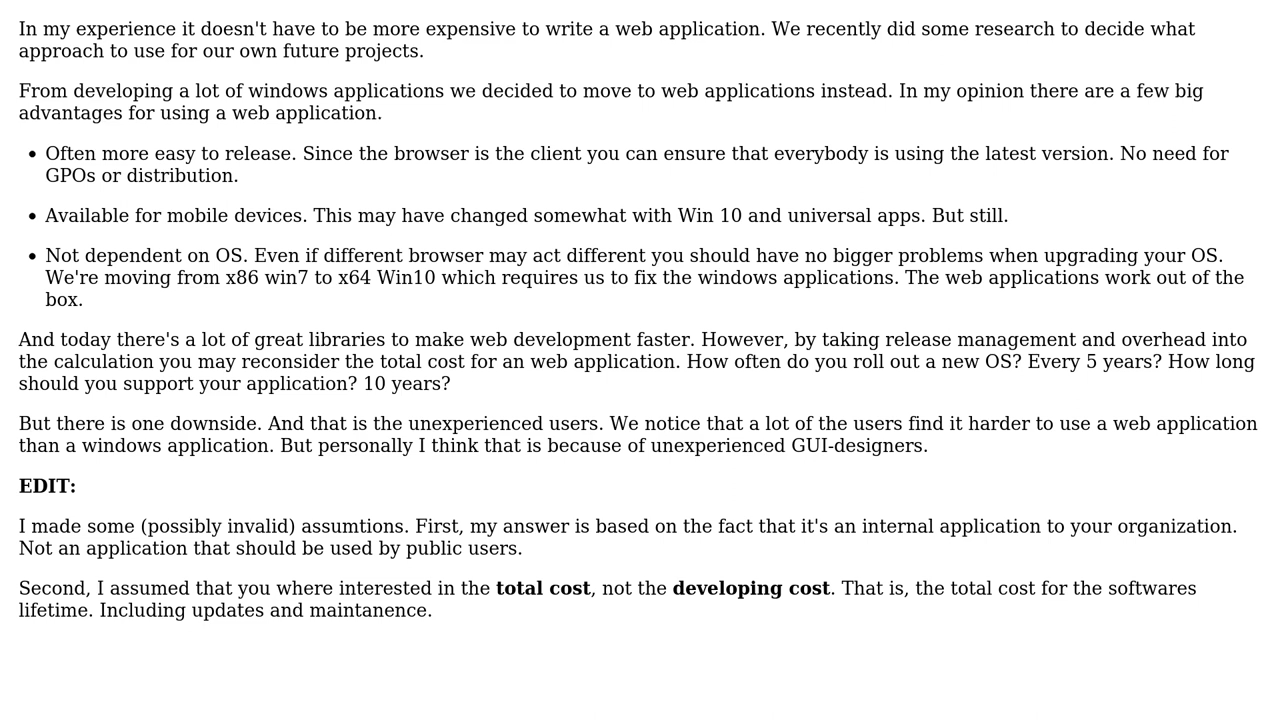 In my experience it doesn't have to be more expensive to write a web application. We recently did some research to decide what
approach to use for our own future projects.
From developing a lot of windows applications we decided to move to web applications instead. In my opinion there are a few big
advantages for using a web application.
• Often more easy to release. Since the browser is the client you can ensure that everybody is using the latest version. No need for
GPOs or distribution.
• Available for mobile devices. This may have changed somewhat with Win 10 and universal apps. But still.
• Not dependent on OS. Even if different browser may act different you should have no bigger problems when upgrading your OS.
We're moving from x86 win7 to x64 Win10 which requires us to fix the windows applications. The web applications work out of the
box.
And today there's a lot of great libraries to make web development faster. However, by taking release management and overhead into
the calculation you may reconsider the total cost for an web application. How often do you roll out a new OS? Every 5 years? How long
should you support your application? 10 years?
But there is one downside. And that is the unexperienced users. We notice that a lot of the users find it harder to use a web application
than a windows application. But personally I think that is because of unexperienced GUI-designers.
EDIT:
I made some (possibly invalid) assumtions. First, my answer is based on the fact that it's an internal application to your organization.
Not an application that should be used by public users.
Second, I assumed that you where interested in the total cost, not the developing cost. That is, the total cost for the softwares
lifetime. Including updates and maintanence.